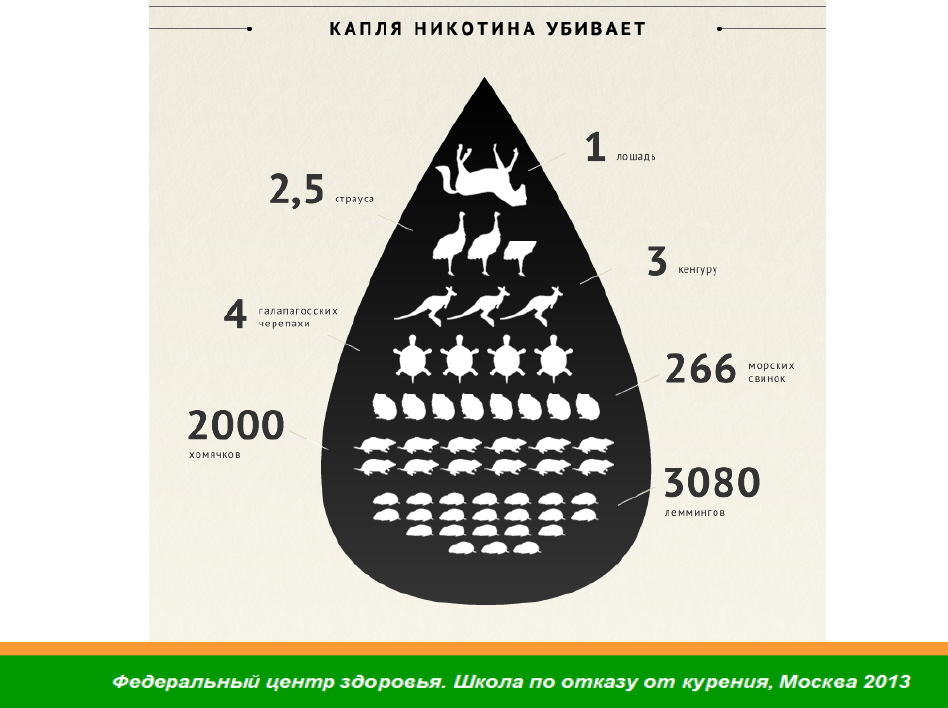 КАПЛЯ НИКОТИНА УБИВАЕТ
1 лошадь
2,5 страуса
3 кенгуру
4 галапагосских
черепахи
266 морских
свинок
2000
хомячков
3080
леммингов
Федеральный центр здоровья. Школа по отказу от курения, Москва 2013